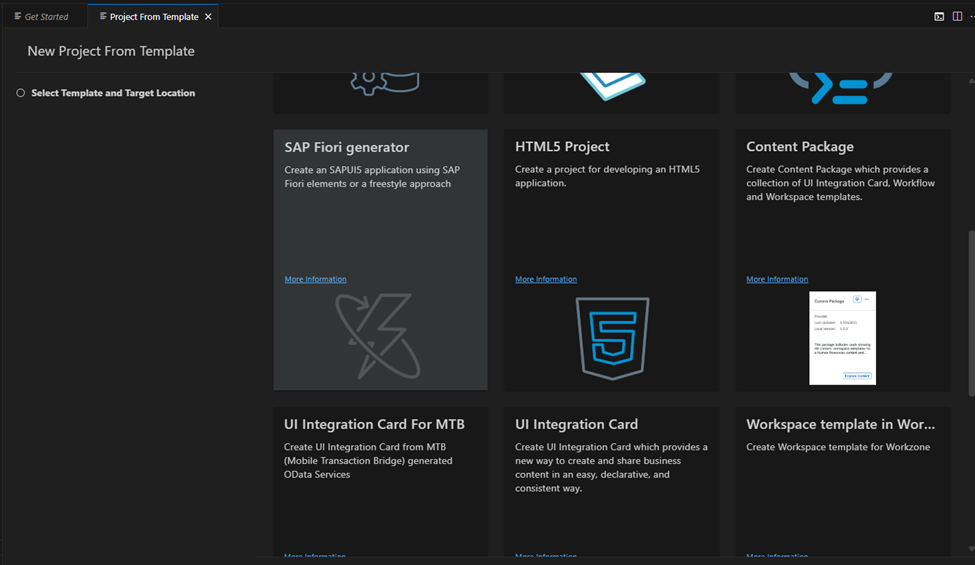 Get Started
Project From Template
New Project From Template
Select Template and Target Location
SAP Fiori generator
Create an SAPUI5 application using SAP
Fiori elements or a freestyle approach
More Information
HTML5 Project
Create a project for developing an HTML5
application.
More Information
Content Package
Create Content Package which provides a
collection of UI Integration Card, Workflow
and Workspace templates.
More Information
5
Content Package
Provider:
Last Updated:
Local Version:
This package includes cards showing
UI Integration Card For MTB
Create UI Integration Card from MTB
(Mobile Transaction Bridge) generated
OData Services
More Information
UI Integration Card
Create UI Integration Card which provides a
new way to create and share business
content in an easy, declarative, and
consistent way.
More Information
Workspace template in Wor...
Create Workspace template for Workzone
More Information